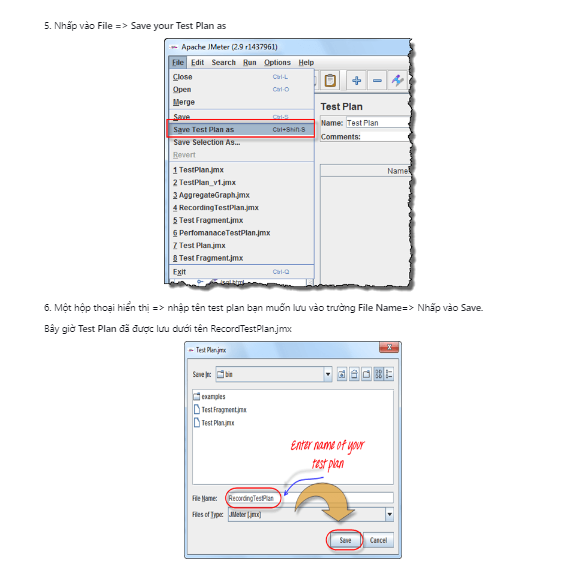 5. Nhấp vào File => Save your Test Plan as
Apache JMeter (2.9 r1437961)
File Edit Search Run Options Help
Close Ctrl-L
Open Ctrl-O
Merge
Save Ctrl-S
Save Test Plan as Ctrl+Shift-S
Save Selection As...
Revert
1 TestPlan.jmx
2 TestPlan_v1.jmx
3 AggregateGraph.jmx
4 RecordingTestPlan.jmx
5 Test Fragment.jmx
6 PerfomanaceTestPlan.jmx
7 Test Plan.jmx
8 Test Fragment.jmx
Exit Ctrl-Q
Test Plan
Name: Test Plan
Comments:
Name
6. Một hộp thoại hiển thị => nhập tên test plan bạn muốn lưu vào trường File Name=> Nhấp vào Save.
Bây giờ Test Plan đã được lưu dưới tên RecordTestPlan.jmx
Test Plan.jmx
Save In: bin
examples
Test Fragment.jmx
Test Plan.jmx
Enter name of your
test plan
File Name: RecordingTestPlan
Files of Type: JMeter [.jmx]
Save Cancel